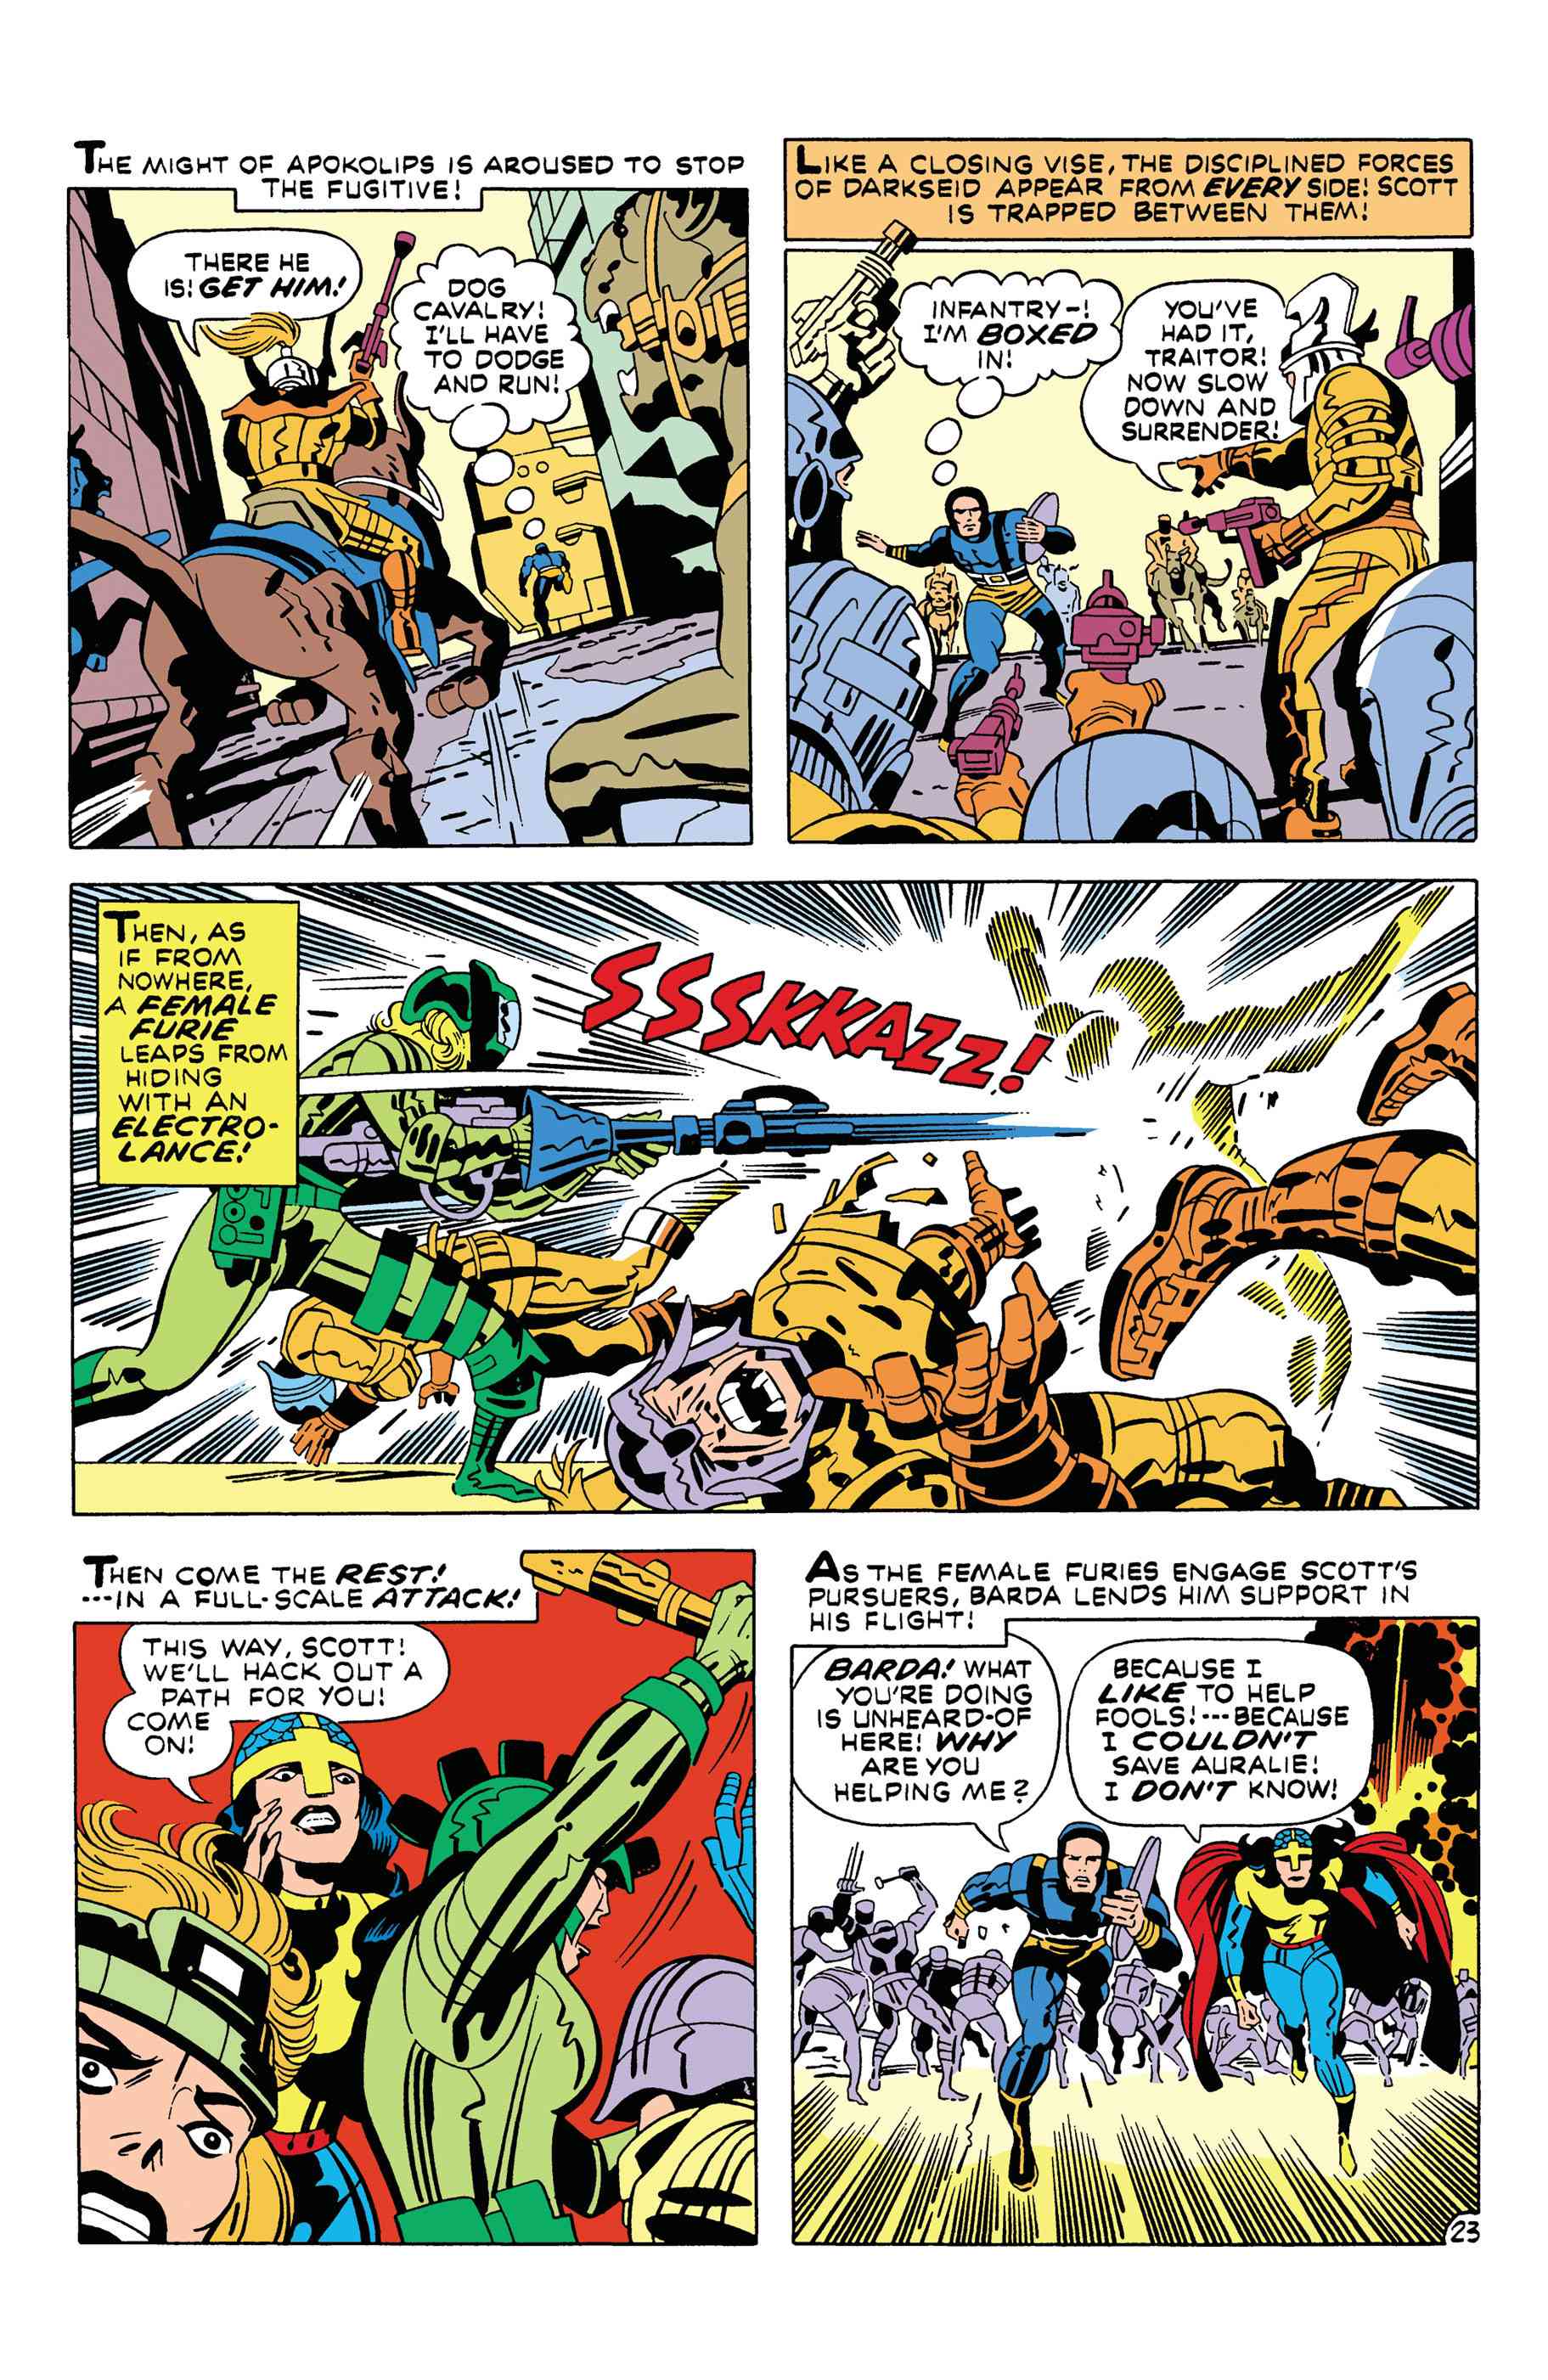 THE MIGHT OF APOKOLIPS IS AROUSED TO STOP
THE FUGITIVE!
THERE HE
IS! GET HIM!
DOG
CAVALRY!
I'LL HAVE
TO DODGE
AND RUN!
LIKE A CLOSING VISE, THE DISCIPLINED FORCES
OF DARKSEID APPEAR FROM EVERY SIDE! SCOTT
IS TRAPPED BETWEEN THEM!
INFANTRY-!
I'M BOXED
IN!
YOU'VE
HAD IT,
TRAITOR!
NOW SLOW
DOWN AND
SURRENDER!
THEN, AS
IF FROM
NOWHERE,
A FEMALE
FURIE
LEAPS FROM
HIDING
WITH AN
ELECTRO-
LANCE!
SSSKKAZZ!
THEN COME THE REST!
---IN A FULL-SCALE ATTACK!
THIS WAY, SCOTT!
WE'LL HACK OUT A
PATH FOR YOU!
COME
ON!
AS THE FEMALE FURIES ENGAGE SCOTT'S
PURSUERS, BARDA LENDS HIM SUPPORT IN
HIS FLIGHT!
BARDA! WHAT
YOU'RE DOING
IS UNHEARD-OF
HERE! WHY
ARE YOU
HELPING ME?
BECAUSE I
LIKE TO HELP
FOOLS!---BECAUSE
I COULDN'T
SAVE AURALIE!
I DON'T KNOW!
23